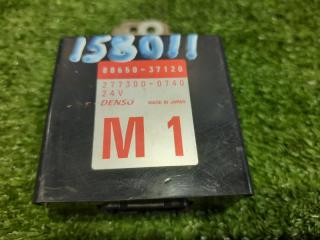 158011
88650-37120
277300-0740
24V
DENSO MADE IN JAPAN
M 1